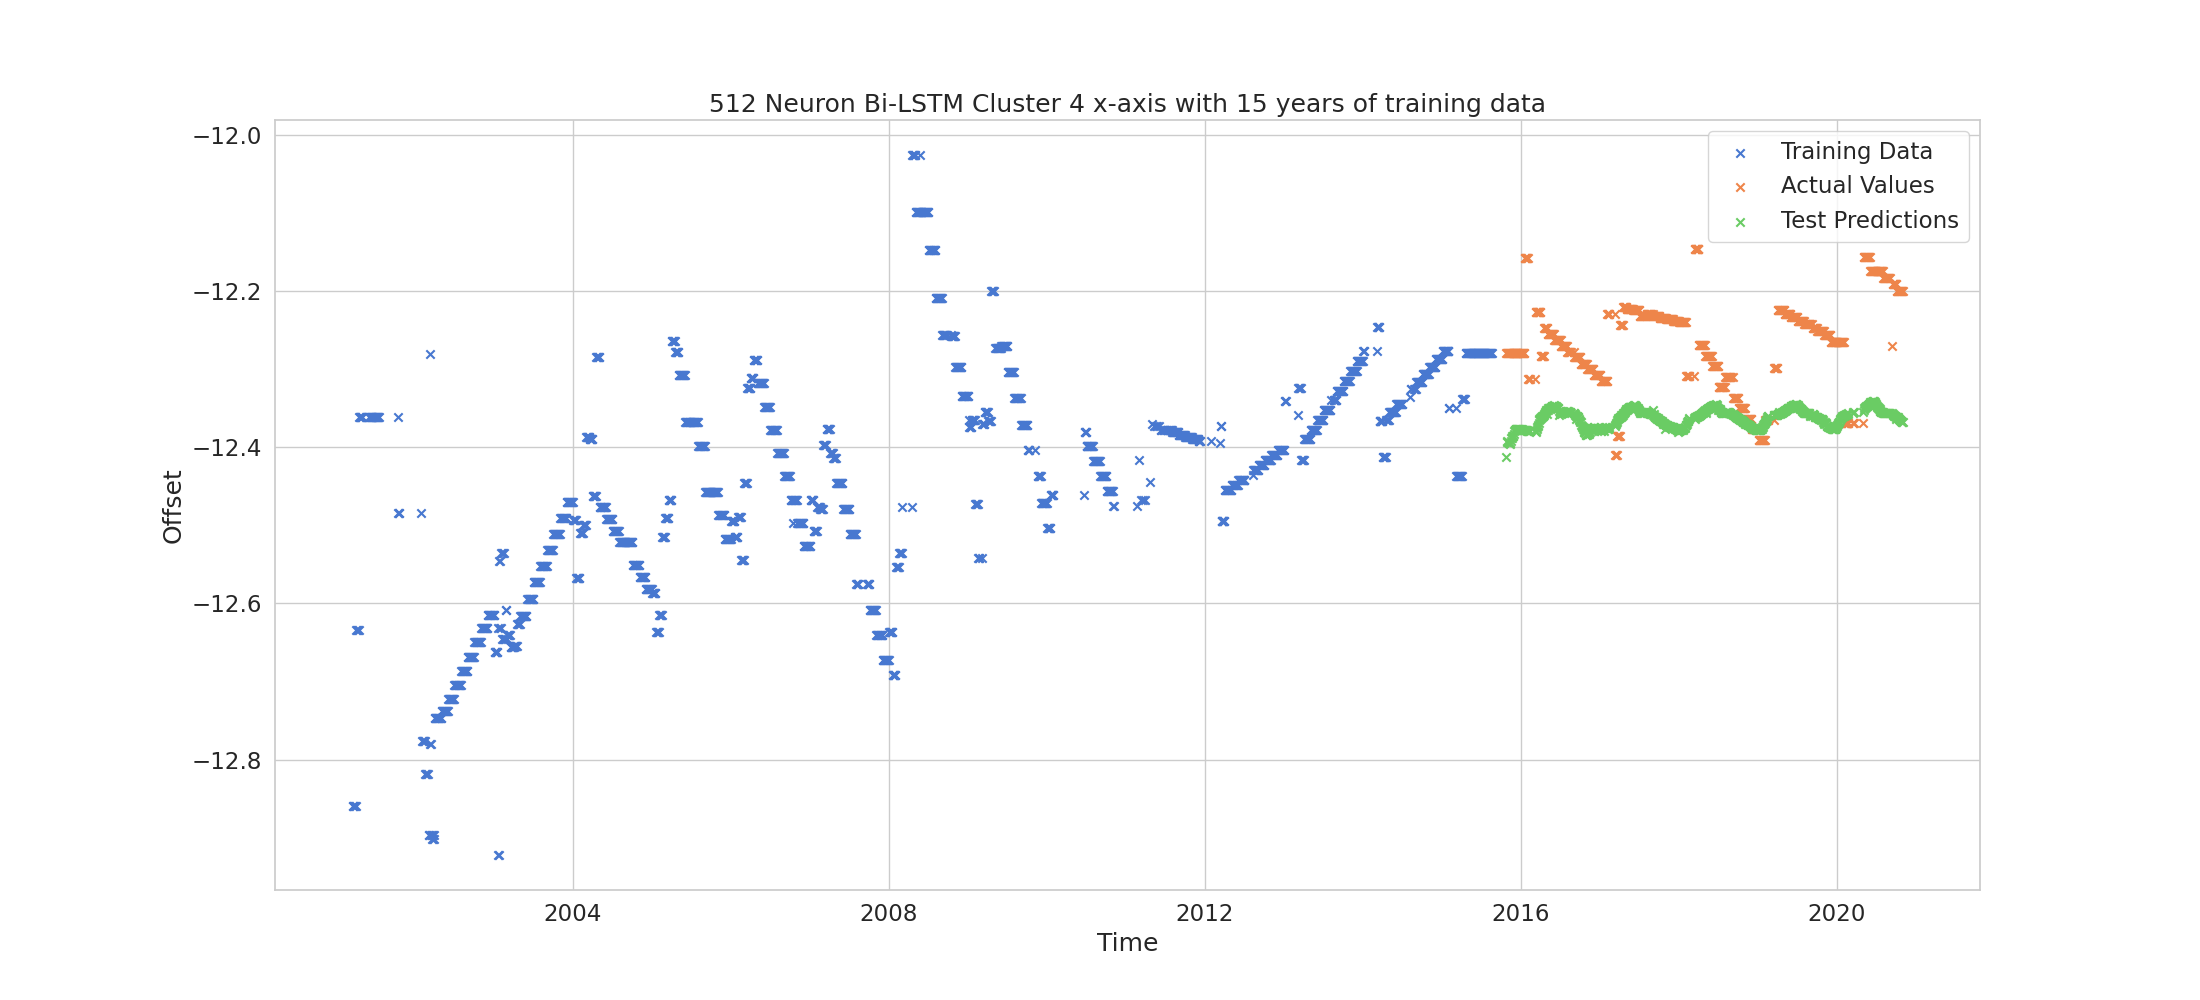 512 Neuron Bi-LSTM Cluster 4 x-axis with 15 years of training data
Training Data
Actual Values
Test Predictions
−12.0
−12.2
−12.4
−12.6
−12.8
Offset
2004 2008 2012 2016 2020
Time